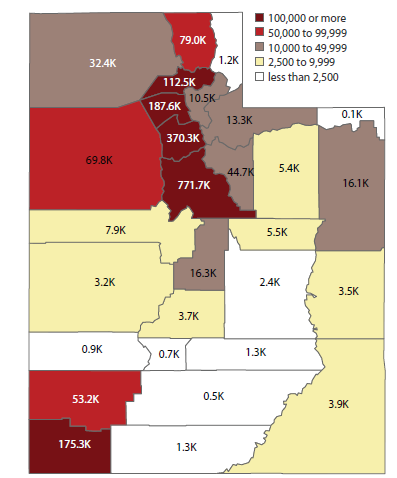 100,000 or more
50,000 to 99,999
10,000 to 49,999
2,500 to 9,999
less than 2,500
79.0K
1.2K
32.4K
112.5K
10.5K
187.6K
13.3K
0.1K
370.3K
69.8K
44.7K
5.4K
16.1K
771.7K
7.9K
5.5K
16.3K
3.2K
2.4K
3.5K
3.7K
0.9K
0.7K
1.3K
53.2K
0.5K
3.9K
175.3K
1.3K